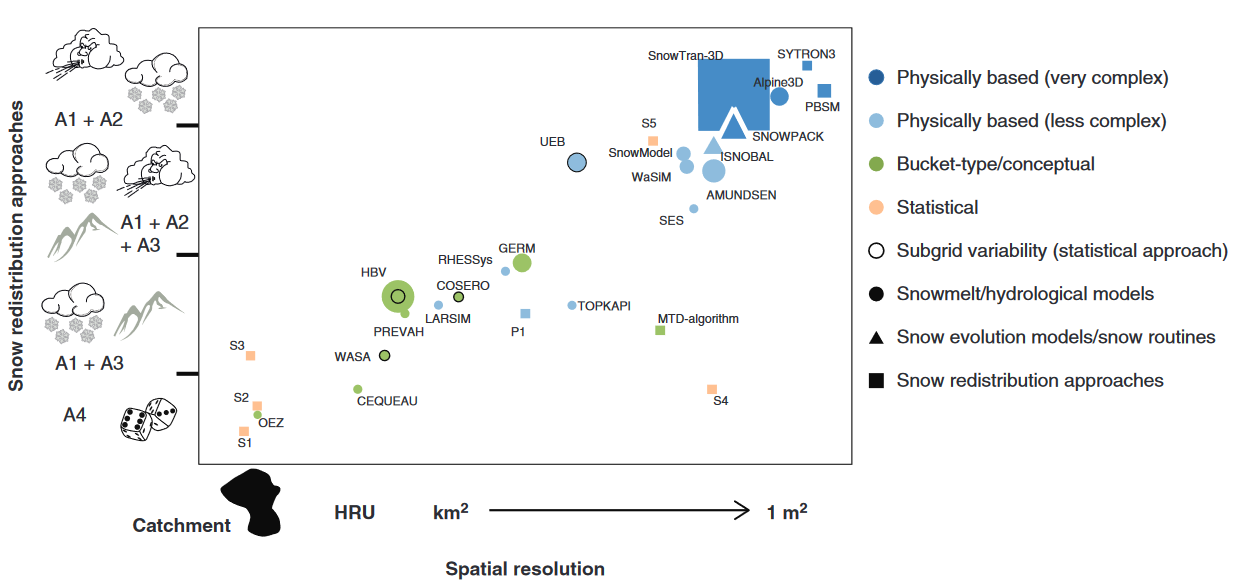 Snow redistribution approaches
A1 + A2
A1 + A2
+ A3
A1 + A3
A4
SnowTran-3D
SYTRON3
Alpine3D
PBSM
S5
SNOWPACK
UEB
SnowModel
ISNOBAL
WaSiM
AMUNDSEN
SES
GERM
RHESSys
HBV
COSERO
LARSIM
TOPKAPI
PREVAH
P1
MTD-algorithm
S3
WASA
S2
CEQUEAU
S4
OEZ
S1
Catchment
HRU
km²
1 m²
Spatial resolution
Physically based (very complex)
Physically based (less complex)
Bucket-type/conceptual
Statistical
Subgrid variability (statistical approach)
Snowmelt/hydrological models
Snow evolution models/snow routines
Snow redistribution approaches